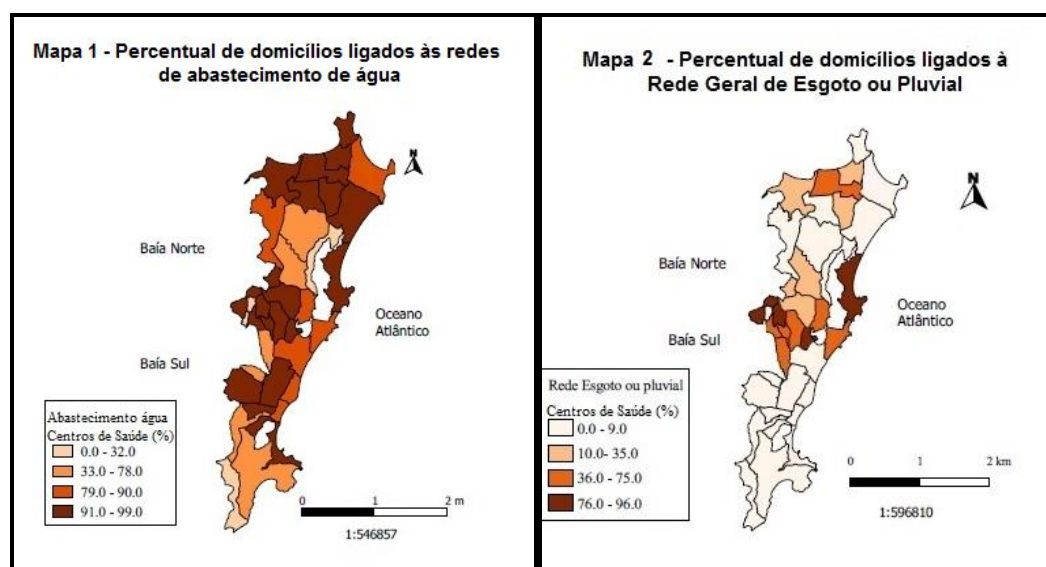 Mapa 1 - Percentual de domicílios ligados às redes
de abastecimento de água
N
Baía Norte
Oceano
Atlântico
Baía Sul
Abastecimento água
Centros de Saúde (%)
0.0 - 32.0
33.0 - 78.0
79.0 - 90.0
91.0 - 99.0
0 1 2 m
1:546857
Mapa 2 - Percentual de domicílios ligados à
Rede Geral de Esgoto ou Pluvial
N
Baía Norte
Oceano
Atlântico
Baía Sul
Rede Esgoto ou pluvial
Centros de Saúde (%)
0.0 - 9.0
10.0 - 35.0
36.0 - 75.0
76.0 - 96.0
0 1 2 km
1:596810